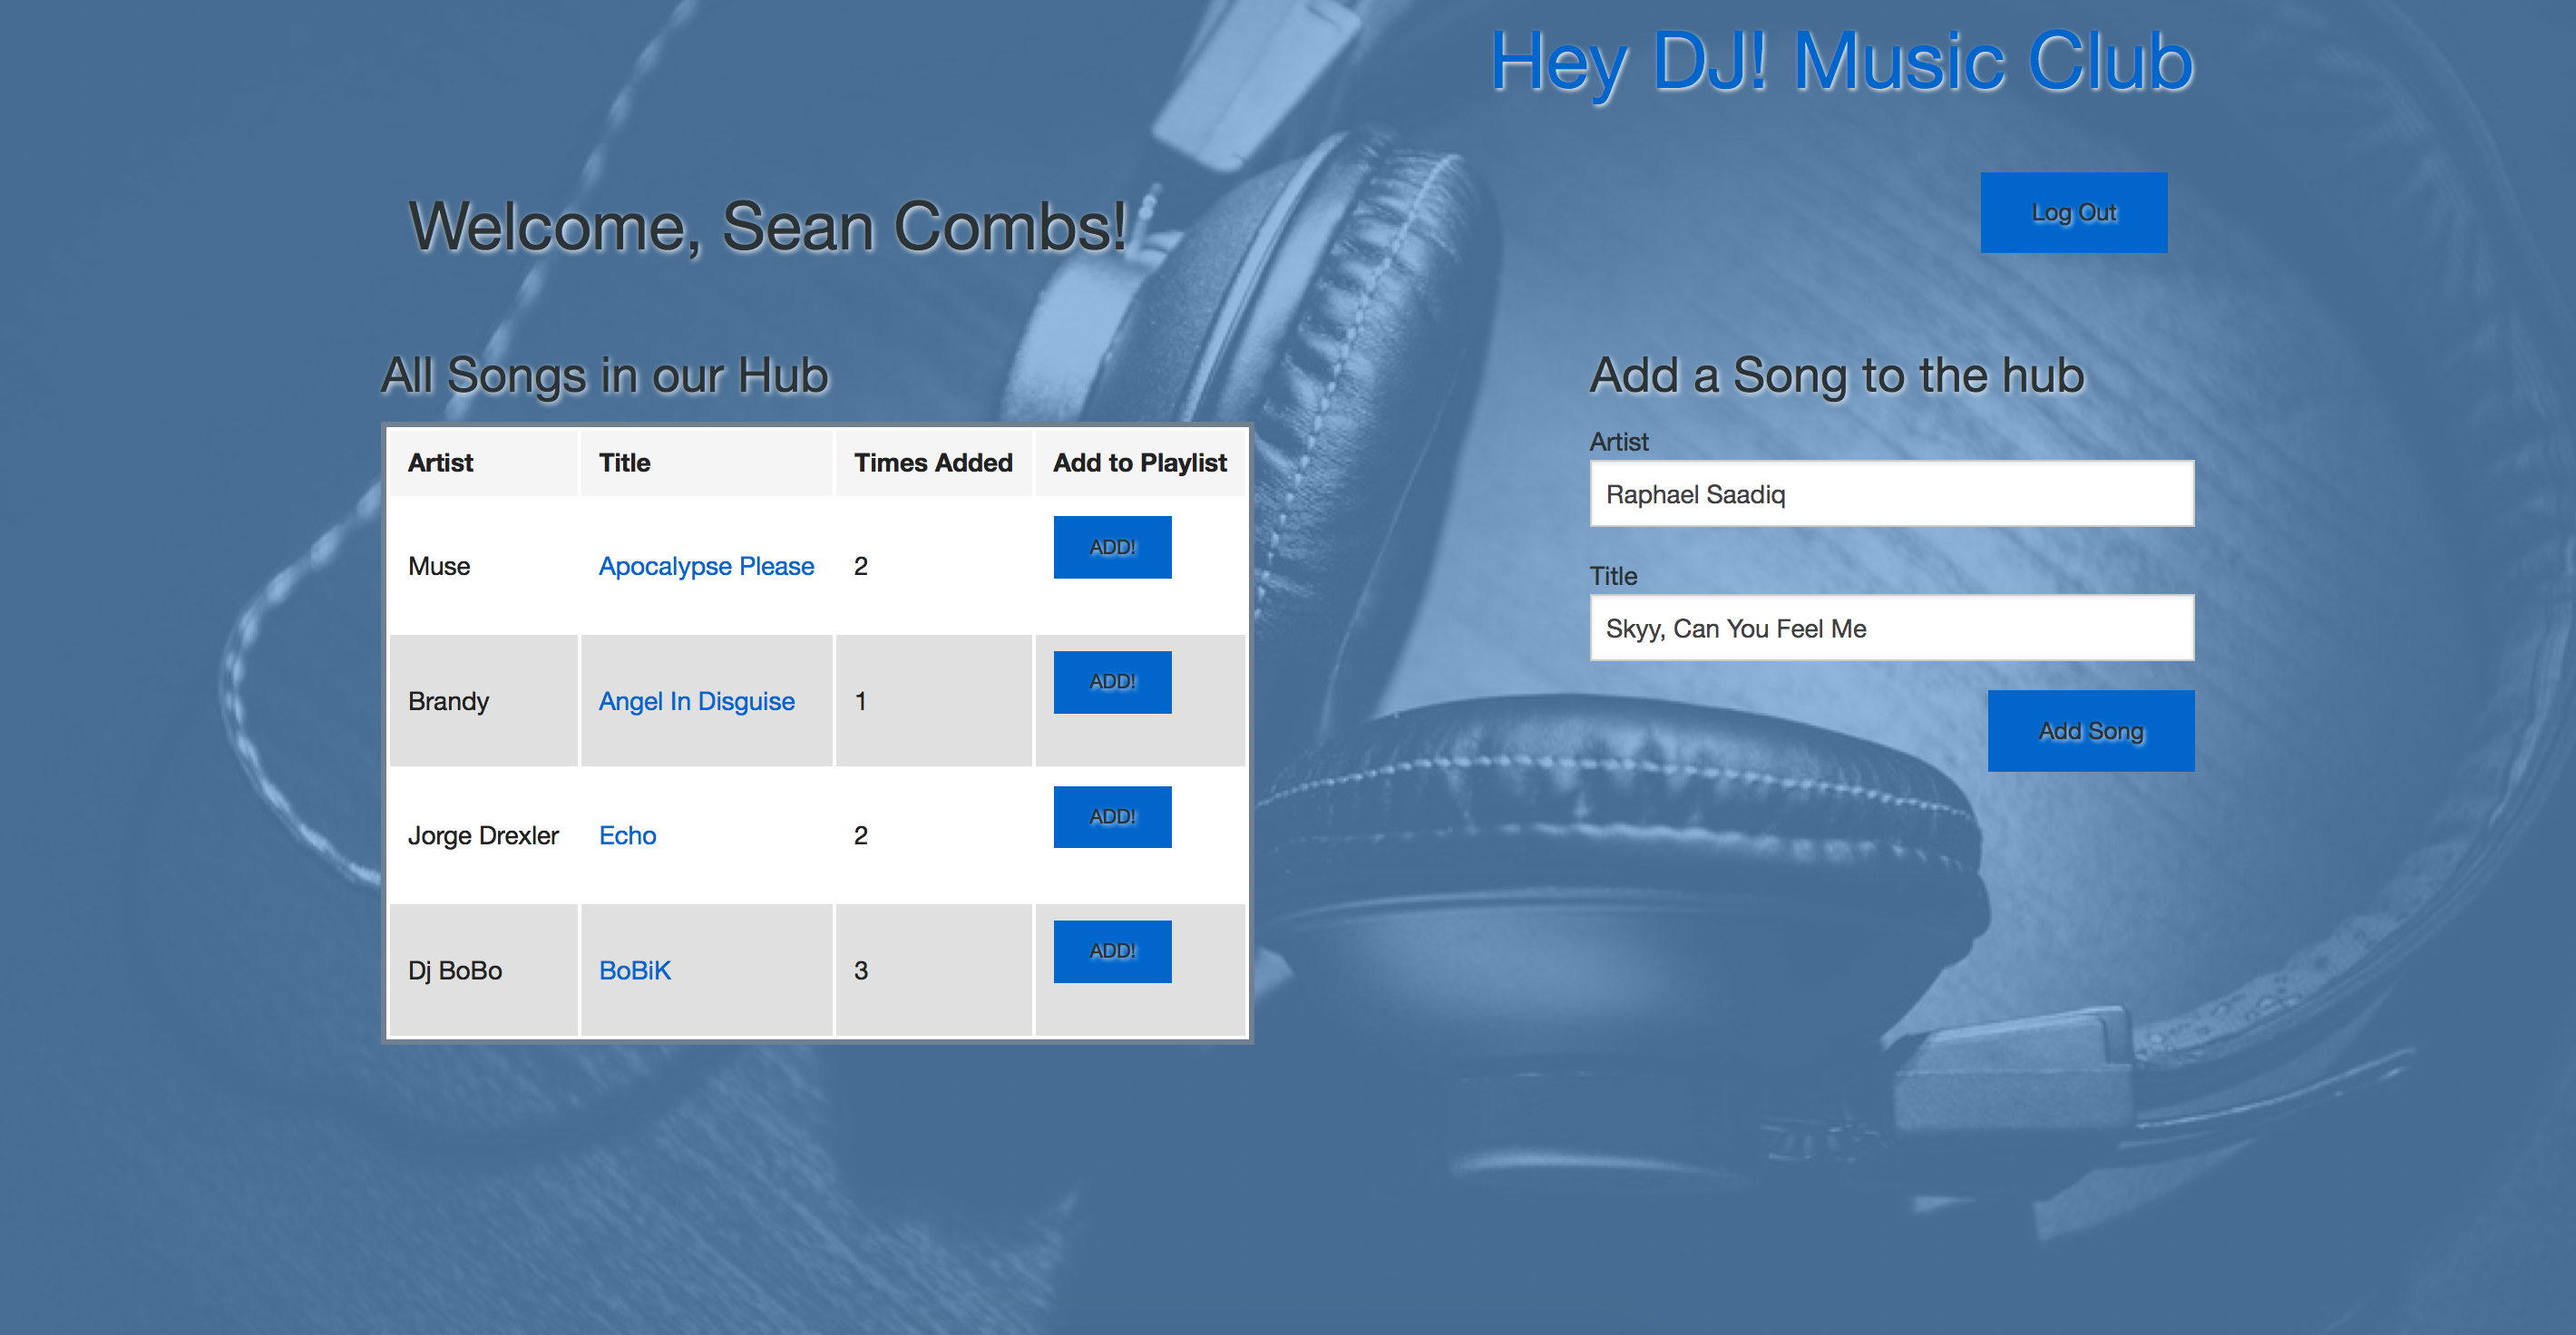 Hey DJ! Music Club
Welcome, Sean Combs!
Log Out
All Songs in our Hub
Artist Title Times Added Add to Playlist
Muse Apocalypse Please 2 ADD!
Brandy Angel In Disguise 1 ADD!
Jorge Drexler Echo 2 ADD!
Dj BoBo BoBiK 3 ADD!
Add a Song to the hub
Artist
Raphael Saadiq
Title
Skyy, Can You Feel Me
Add Song